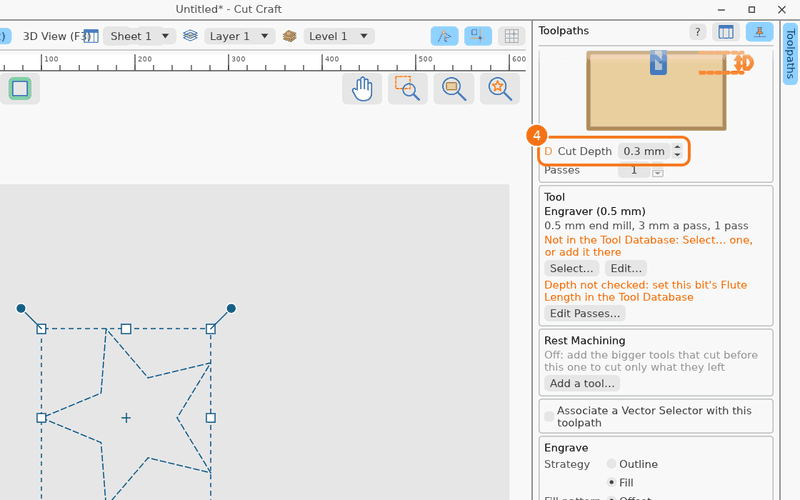 Untitled* - Cut Craft
3D View (F3)
Sheet 1
Layer 1
Level 1
Toolpaths
?
Toolpaths
100
200
300
400
500
600
4
D Cut Depth 0.3 mm
Passes 1
Tool
Engraver (0.5 mm)
0.5 mm end mill, 3 mm a pass, 1 pass
Not in the Tool Database: Select... one,
or add it there
Select... Edit...
Depth not checked: set this bit's Flute
Length in the Tool Database
Edit Passes...
Rest Machining
Off: add the bigger tools that cut before
this one to cut only what they left
Add a tool...
Associate a Vector Selector with this
toolpath
Engrave
Strategy Outline
Fill
Fill pattern Offset